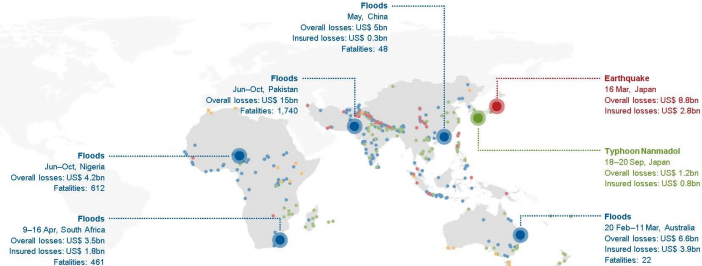 Floods
May, China
Overall losses: US$ 5bn
Insured losses: US$ 0.3bn
Fatalities: 48
Floods
Jun–Oct, Pakistan
Overall losses: US$ 15bn
Fatalities: 1,740
Earthquake
16 Mar, Japan
Overall losses: US$ 8.8bn
Insured losses: US$ 2.8bn
Typhoon Nanmadol
18–20 Sep, Japan
Overall losses: US$ 1.2bn
Insured losses: US$ 0.8bn
Floods
Jun–Oct, Nigeria
Overall losses: US$ 4.2bn
Fatalities: 612
Floods
9–16 Apr, South Africa
Overall losses: US$ 3.5bn
Insured losses: US$ 1.8bn
Fatalities: 461
Floods
20 Feb–11 Mar, Australia
Overall losses: US$ 6.6bn
Insured losses: US$ 3.9bn
Fatalities: 22